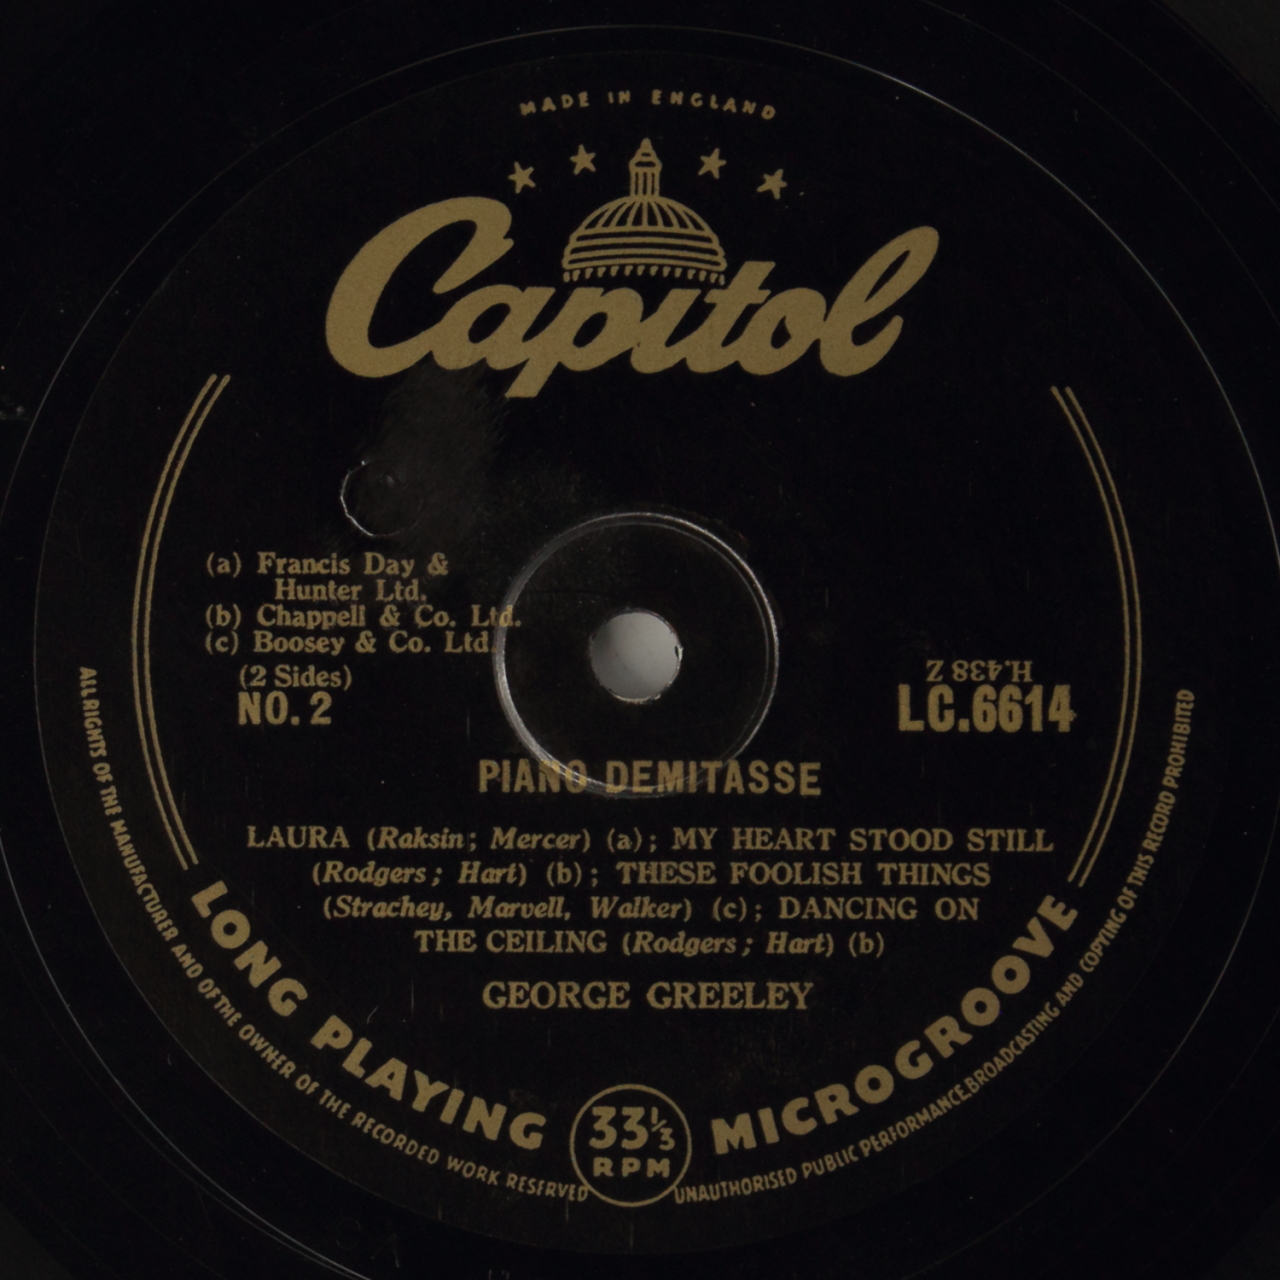 MADE IN ENGLAND
Capitol
(a) Francis Day &
Hunter Ltd.
(b) Chappell & Co. Ltd.
(c) Boosey & Co. Ltd.
(2 Sides)
NO. 2
H.438 Z
LC.6614
PIANO DEMITASSE
LAURA (Raksin; Mercer) (a); MY HEART STOOD STILL
(Rodgers; Hart) (b); THESE FOOLISH THINGS
(Strachey, Marvell, Walker) (c); DANCING ON
THE CEILING (Rodgers; Hart) (b)
GEORGE GREELEY
LONG PLAYING
33⅓
RPM
MICROGROOVE
ALL RIGHTS OF THE MANUFACTURER AND OF THE OWNER OF THE RECORDED WORK RESERVED
UNAUTHORISED PUBLIC PERFORMANCE, BROADCASTING AND COPYING OF THIS RECORD PROHIBITED